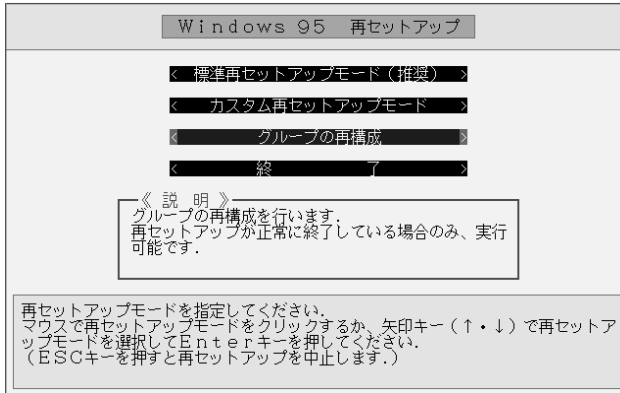 Windows 95 再セットアップ
< 標準再セットアップモード（推奨） >
< カスタム再セットアップモード >
< グループの再構成 >
< 終 了 >
《 説 明 》
グループの再構成を行います.
再セットアップが正常に終了している場合のみ、実行
可能です.
再セットアップモードを指定してください.
マウスで再セットアップモードをクリックするか、矢印キー（↑・↓）で再セットア
ップモードを選択してEnterキーを押してください.
（ESCキーを押すと再セットアップを中止します.）